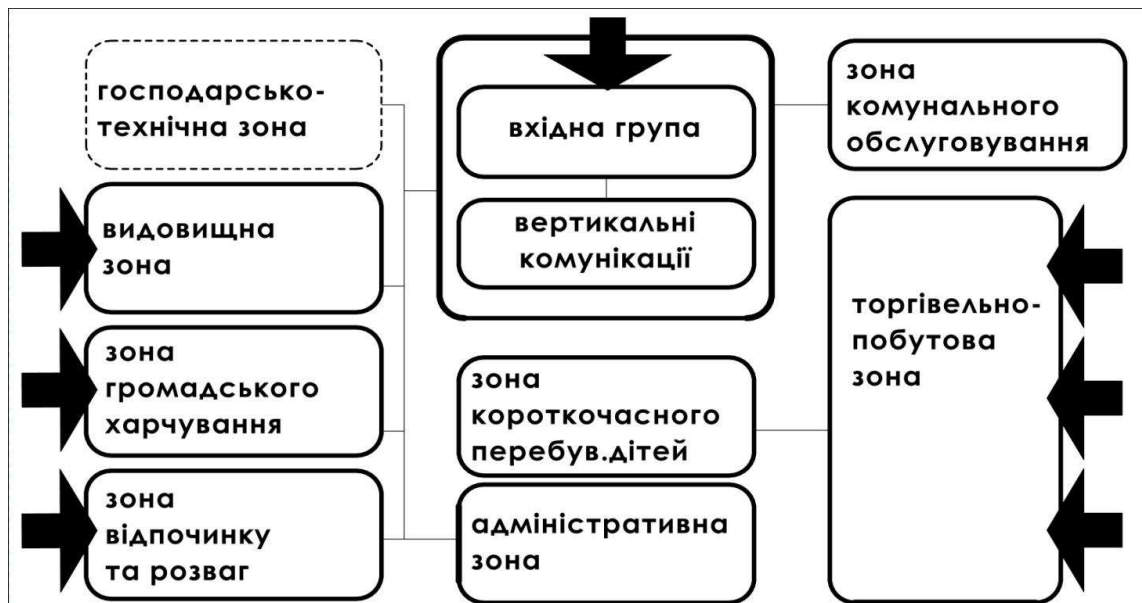 господарсько-
технічна зона
видовищна
зона
зона
громадського
харчування
зона
відпочинку
та розваг
вхідна група
вертикальні
комунікації
зона
короткочасного
перебув.дітей
адміністративна
зона
зона
комунального
обслуговування
торгівельно-
побутова
зона